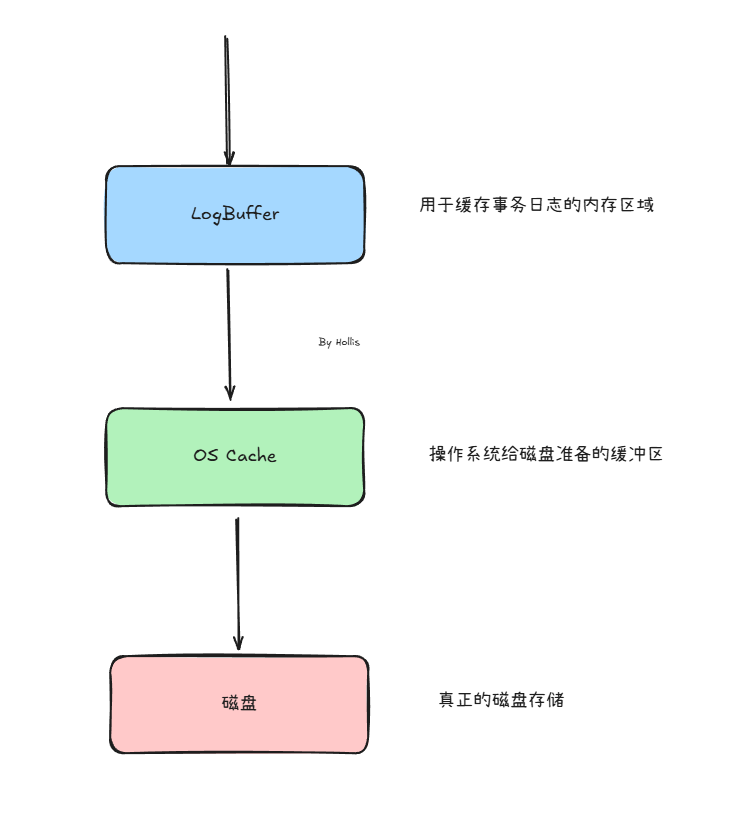 LogBuffer
用于缓存事务日志的内存区域
By Hollis
OS Cache
操作系统给磁盘准备的缓冲区
磁盘
真正的磁盘存储